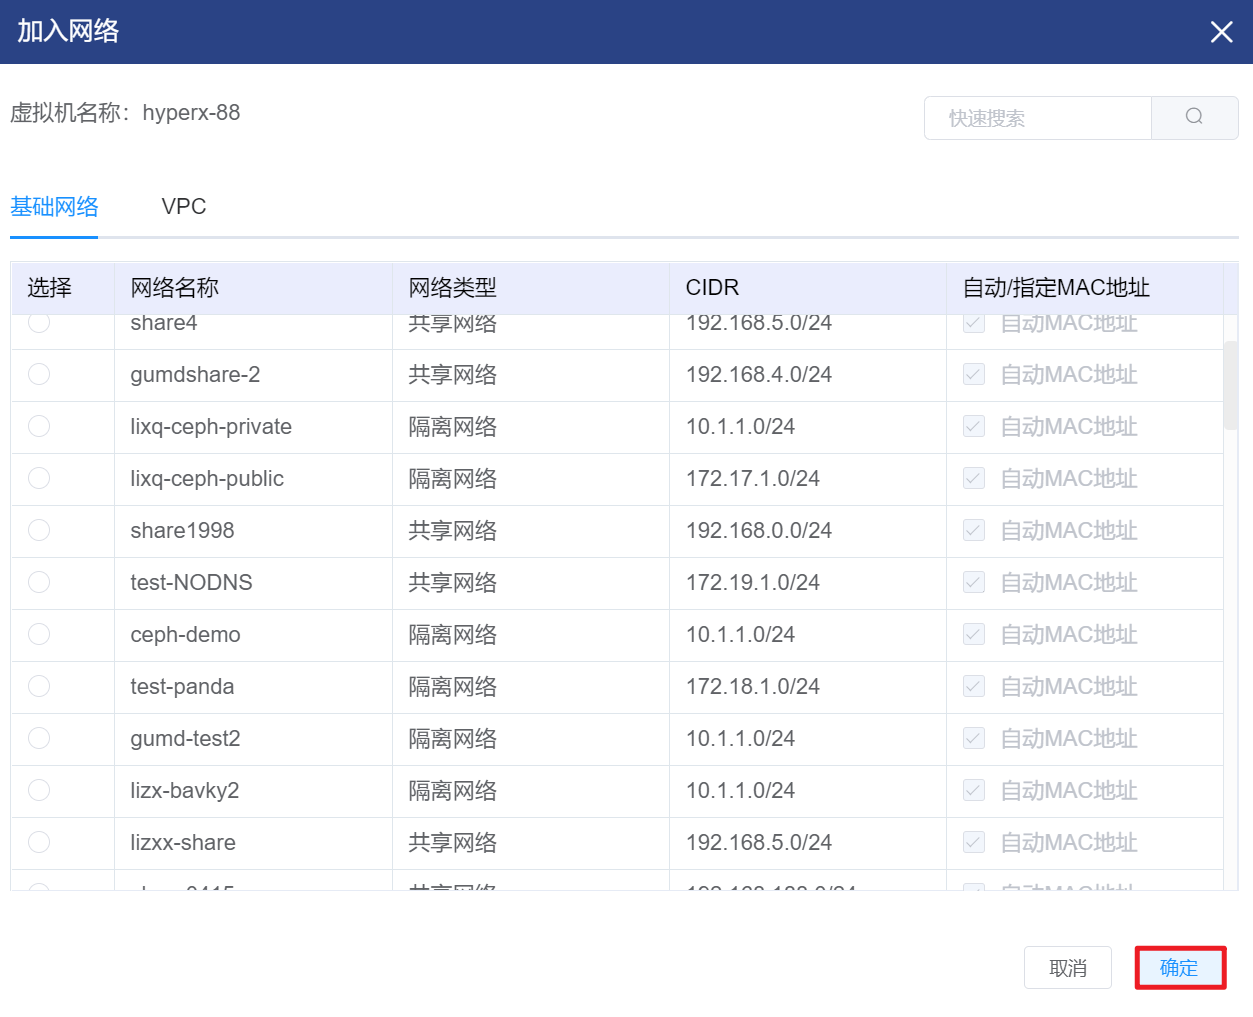 加入网络
虚拟机名称：hyperx-88
快速搜索
基础网络 VPC
选择 网络名称 网络类型 CIDR 自动/指定MAC地址
share4 共享网络 192.168.5.0/24 自动MAC地址
gumdshare-2 共享网络 192.168.4.0/24 自动MAC地址
lixq-ceph-private 隔离网络 10.1.1.0/24 自动MAC地址
lixq-ceph-public 隔离网络 172.17.1.0/24 自动MAC地址
share1998 共享网络 192.168.0.0/24 自动MAC地址
test-NODNS 共享网络 172.19.1.0/24 自动MAC地址
ceph-demo 隔离网络 10.1.1.0/24 自动MAC地址
test-panda 隔离网络 172.18.1.0/24 自动MAC地址
gumd-test2 隔离网络 10.1.1.0/24 自动MAC地址
lizx-bavky2 隔离网络 10.1.1.0/24 自动MAC地址
lizxx-share 共享网络 192.168.5.0/24 自动MAC地址
共享网络 自动MAC地址
取消 确定